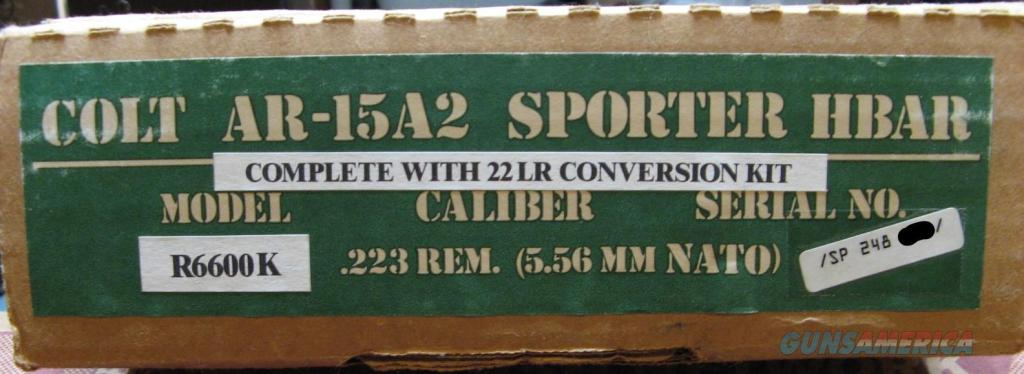 COLT AR-15A2 SPORTER HBAR
COMPLETE WITH 22 LR CONVERSION KIT
MODEL CALIBER SERIAL NO.
R6600K .223 REM. (5.56 MM NATO) /SP 248 /
GUNSAMERICA